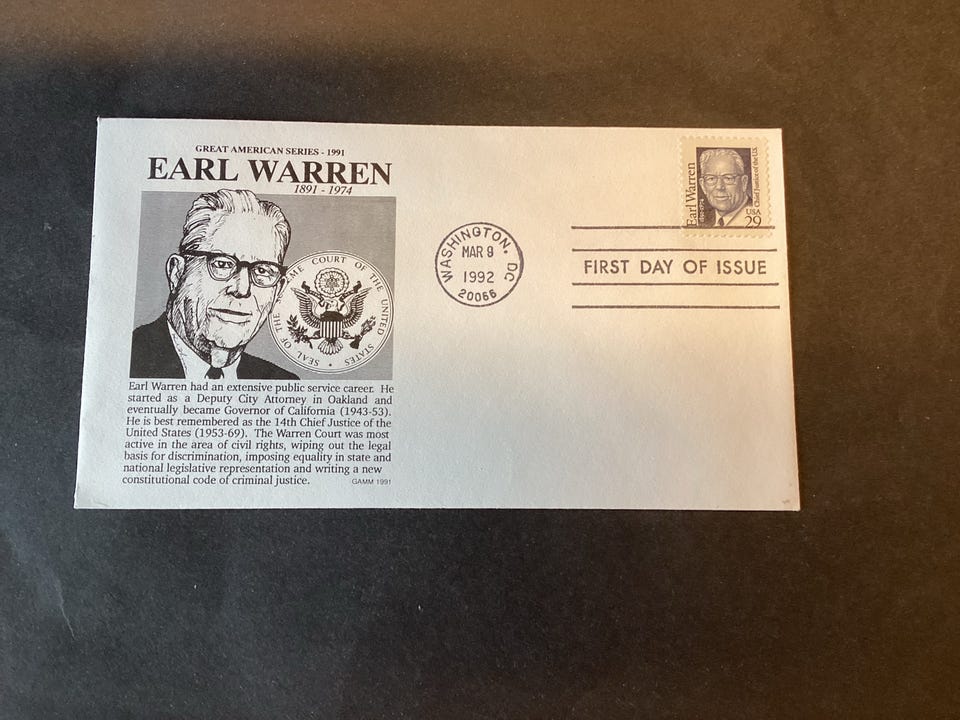 GREAT AMERICAN SERIES - 1991
EARL WARREN
1891 - 1974
SEAL OF THE SUPREME COURT OF THE UNITED STATES
Earl Warren had an extensive public service career. He
started as a Deputy City Attorney in Oakland and
eventually became Governor of California (1943-53).
He is best remembered as the 14th Chief Justice of the
United States (1953-69). The Warren Court was most
active in the area of civil rights, wiping out the legal
basis for discrimination, imposing equality in state and
national legislative representation and writing a new
constitutional code of criminal justice.
GAMM 1991
WASHINGTON, DC
MAR 9
1992
20066
Earl Warren
Chief Justice of the U.S.
USA
29
FIRST DAY OF ISSUE